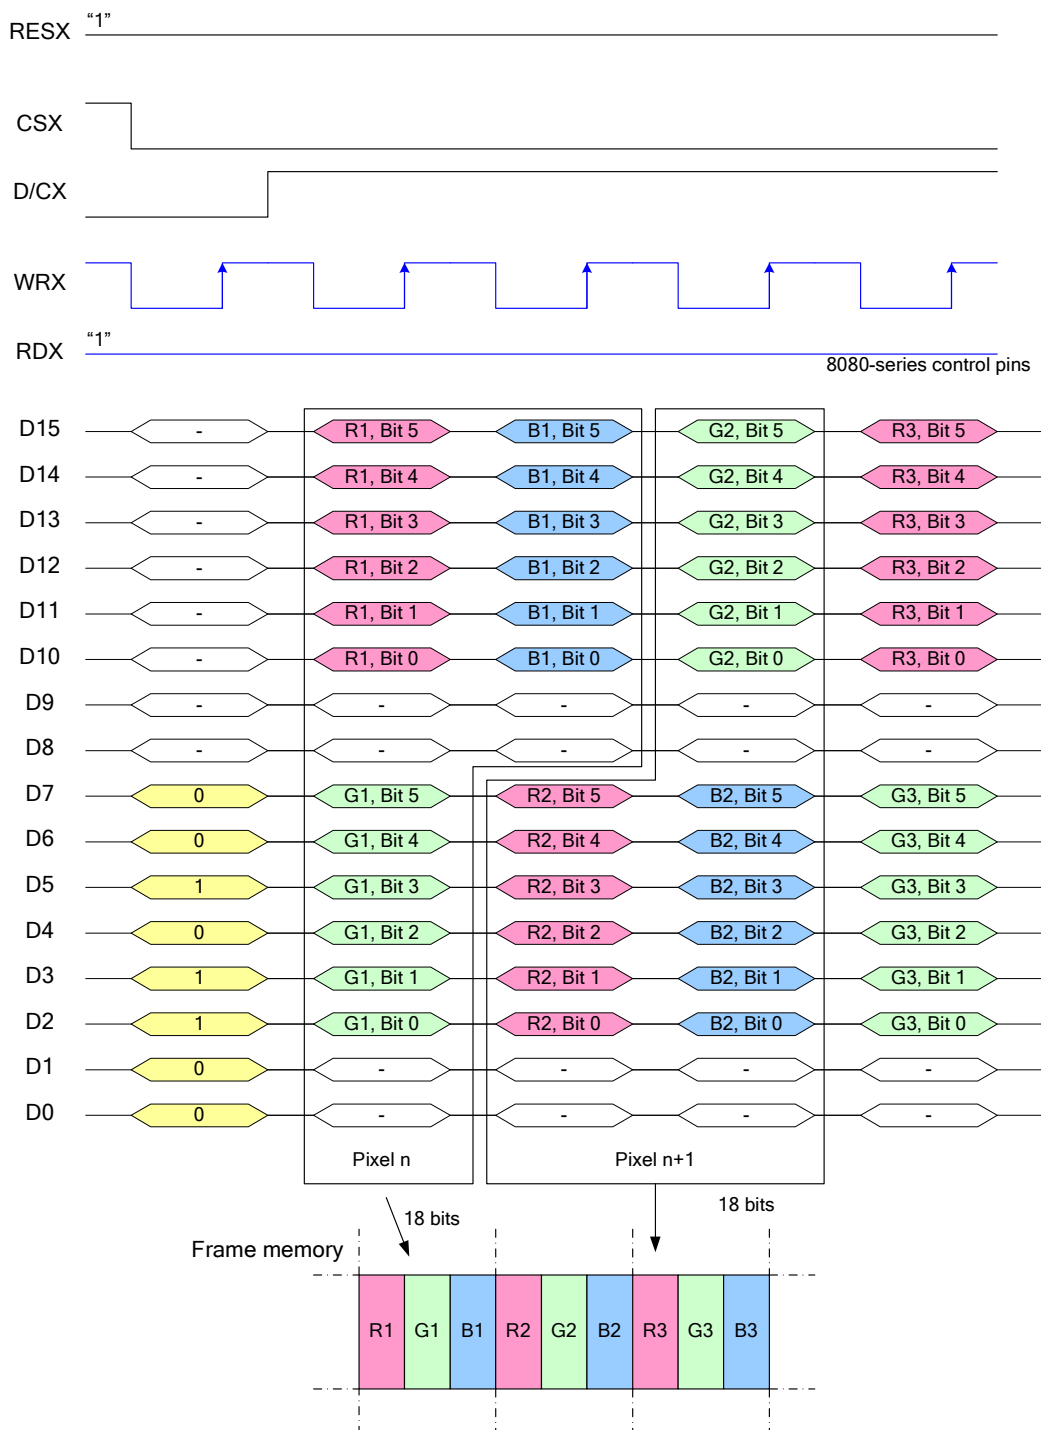 RESX “1”
CSX
D/CX
WRX
RDX “1”
8080-series control pins
D15 - R1, Bit 5 B1, Bit 5 G2, Bit 5 R3, Bit 5
D14 - R1, Bit 4 B1, Bit 4 G2, Bit 4 R3, Bit 4
D13 - R1, Bit 3 B1, Bit 3 G2, Bit 3 R3, Bit 3
D12 - R1, Bit 2 B1, Bit 2 G2, Bit 2 R3, Bit 2
D11 - R1, Bit 1 B1, Bit 1 G2, Bit 1 R3, Bit 1
D10 - R1, Bit 0 B1, Bit 0 G2, Bit 0 R3, Bit 0
D9 - - - - -
D8 - - - - -
D7 0 G1, Bit 5 R2, Bit 5 B2, Bit 5 G3, Bit 5
D6 0 G1, Bit 4 R2, Bit 4 B2, Bit 4 G3, Bit 4
D5 1 G1, Bit 3 R2, Bit 3 B2, Bit 3 G3, Bit 3
D4 0 G1, Bit 2 R2, Bit 2 B2, Bit 2 G3, Bit 2
D3 1 G1, Bit 1 R2, Bit 1 B2, Bit 1 G3, Bit 1
D2 1 G1, Bit 0 R2, Bit 0 B2, Bit 0 G3, Bit 0
D1 0 - - - -
D0 0 - - - -
Pixel n Pixel n+1
18 bits 18 bits
Frame memory
R1 G1 B1 R2 G2 B2 R3 G3 B3